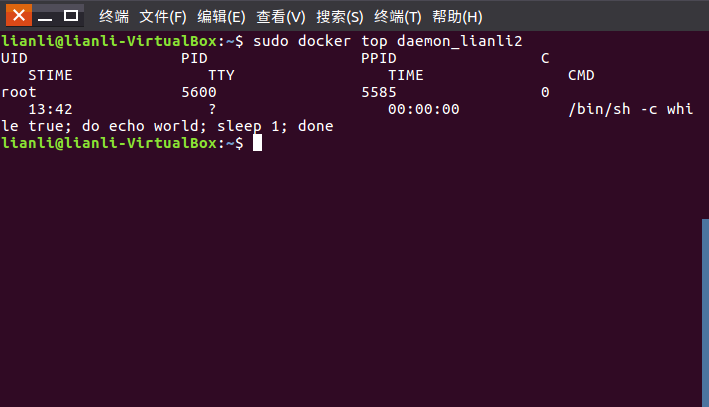 终端 文件(F) 编辑(E) 查看(V) 搜索(S) 终端(T) 帮助(H)
lianli@lianli-VirtualBox:~$ sudo docker top daemon_lianli2
UID                 PID                 PPID                C
   STIME               TTY                 TIME                CMD
root                5600                5585                0
   13:42               ?                   00:00:00            /bin/sh -c whi
le true; do echo world; sleep 1; done
lianli@lianli-VirtualBox:~$